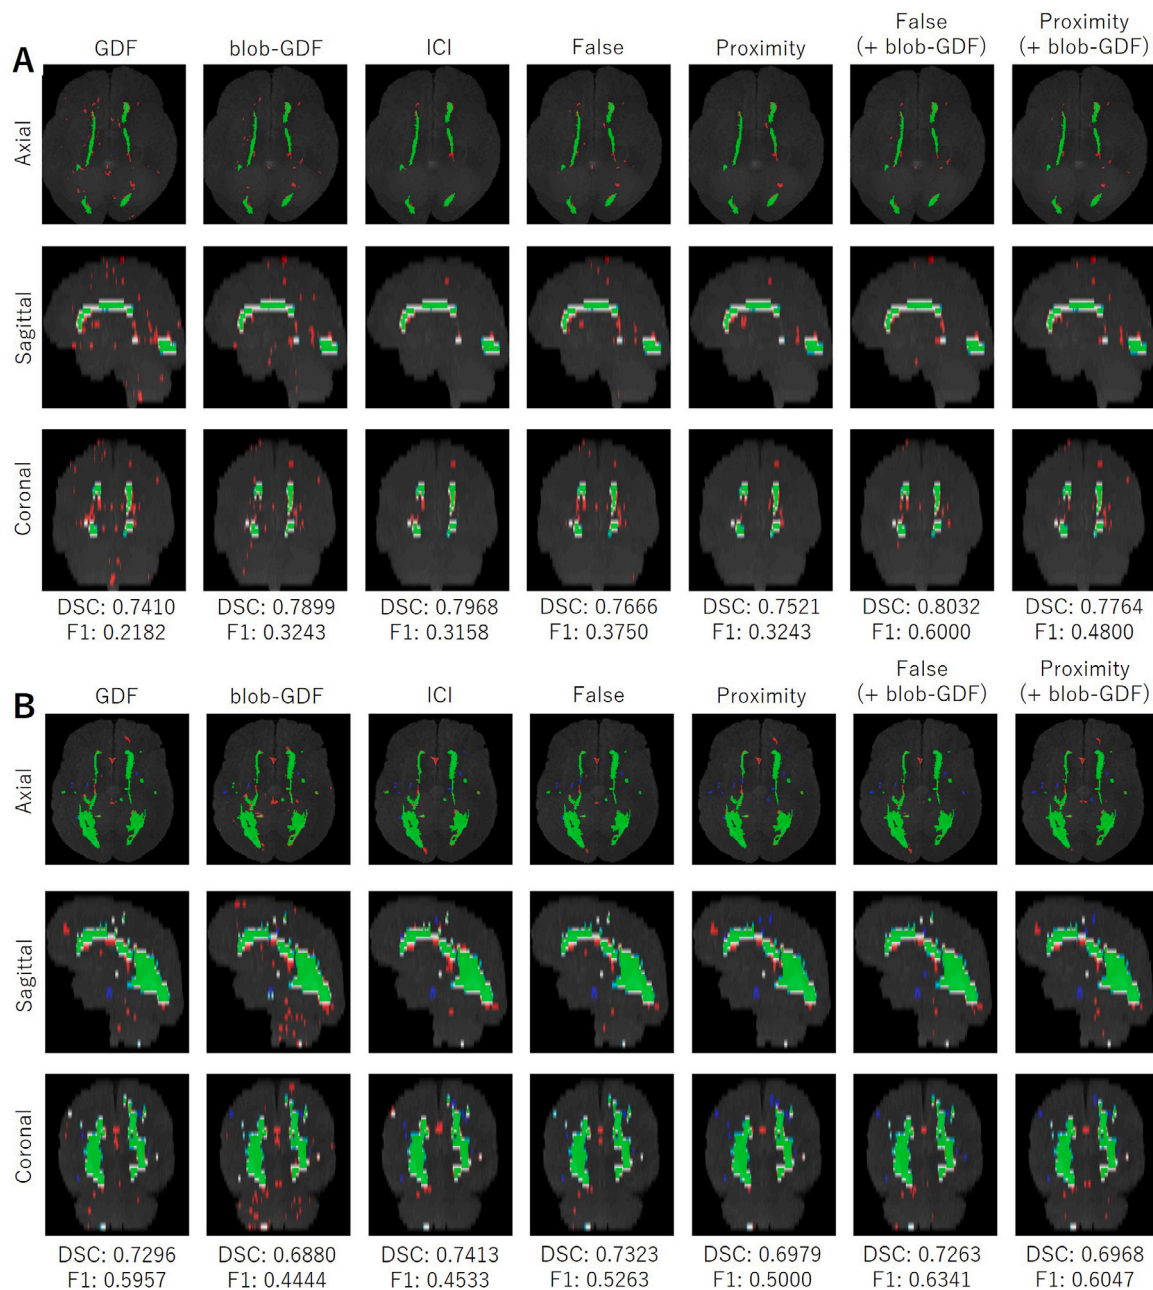 A
GDF
blob-GDF
ICI
False
Proximity
False
(+ blob-GDF)
Proximity
(+ blob-GDF)
Axial
Sagittal
Coronal
DSC: 0.7410
F1: 0.2182
DSC: 0.7899
F1: 0.3243
DSC: 0.7968
F1: 0.3158
DSC: 0.7666
F1: 0.3750
DSC: 0.7521
F1: 0.3243
DSC: 0.8032
F1: 0.6000
DSC: 0.7764
F1: 0.4800
B
GDF
blob-GDF
ICI
False
Proximity
False
(+ blob-GDF)
Proximity
(+ blob-GDF)
Axial
Sagittal
Coronal
DSC: 0.7296
F1: 0.5957
DSC: 0.6880
F1: 0.4444
DSC: 0.7413
F1: 0.4533
DSC: 0.7323
F1: 0.5263
DSC: 0.6979
F1: 0.5000
DSC: 0.7263
F1: 0.6341
DSC: 0.6968
F1: 0.6047